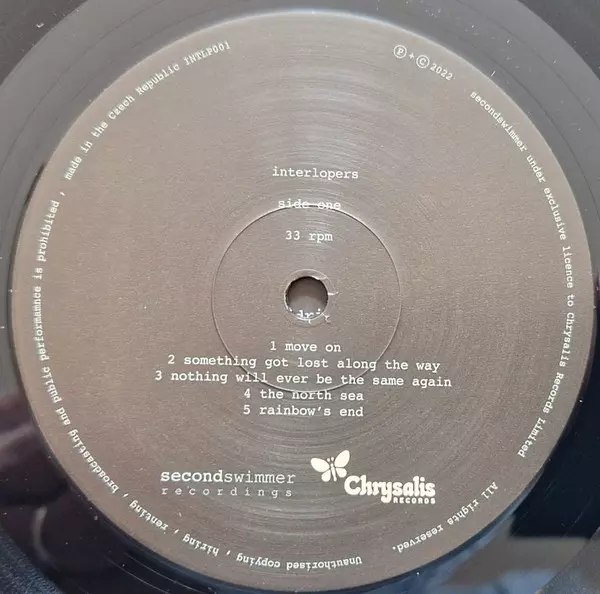 interlopers
side one
33 rpm
1 move on
2 something got lost along the way
3 nothing will ever be the same again
4 the north sea
5 rainbow's end
secondswimmer
recordings
Chrysalis
RECORDS
℗ + © 2022
secondswimmer under exclusive licence to Chrysalis Records Limited
All rights reserved.
Unauthorised copying , hiring , renting , broadcasting and public performamnce is prohibited , made in the Czech Republic INTLP001